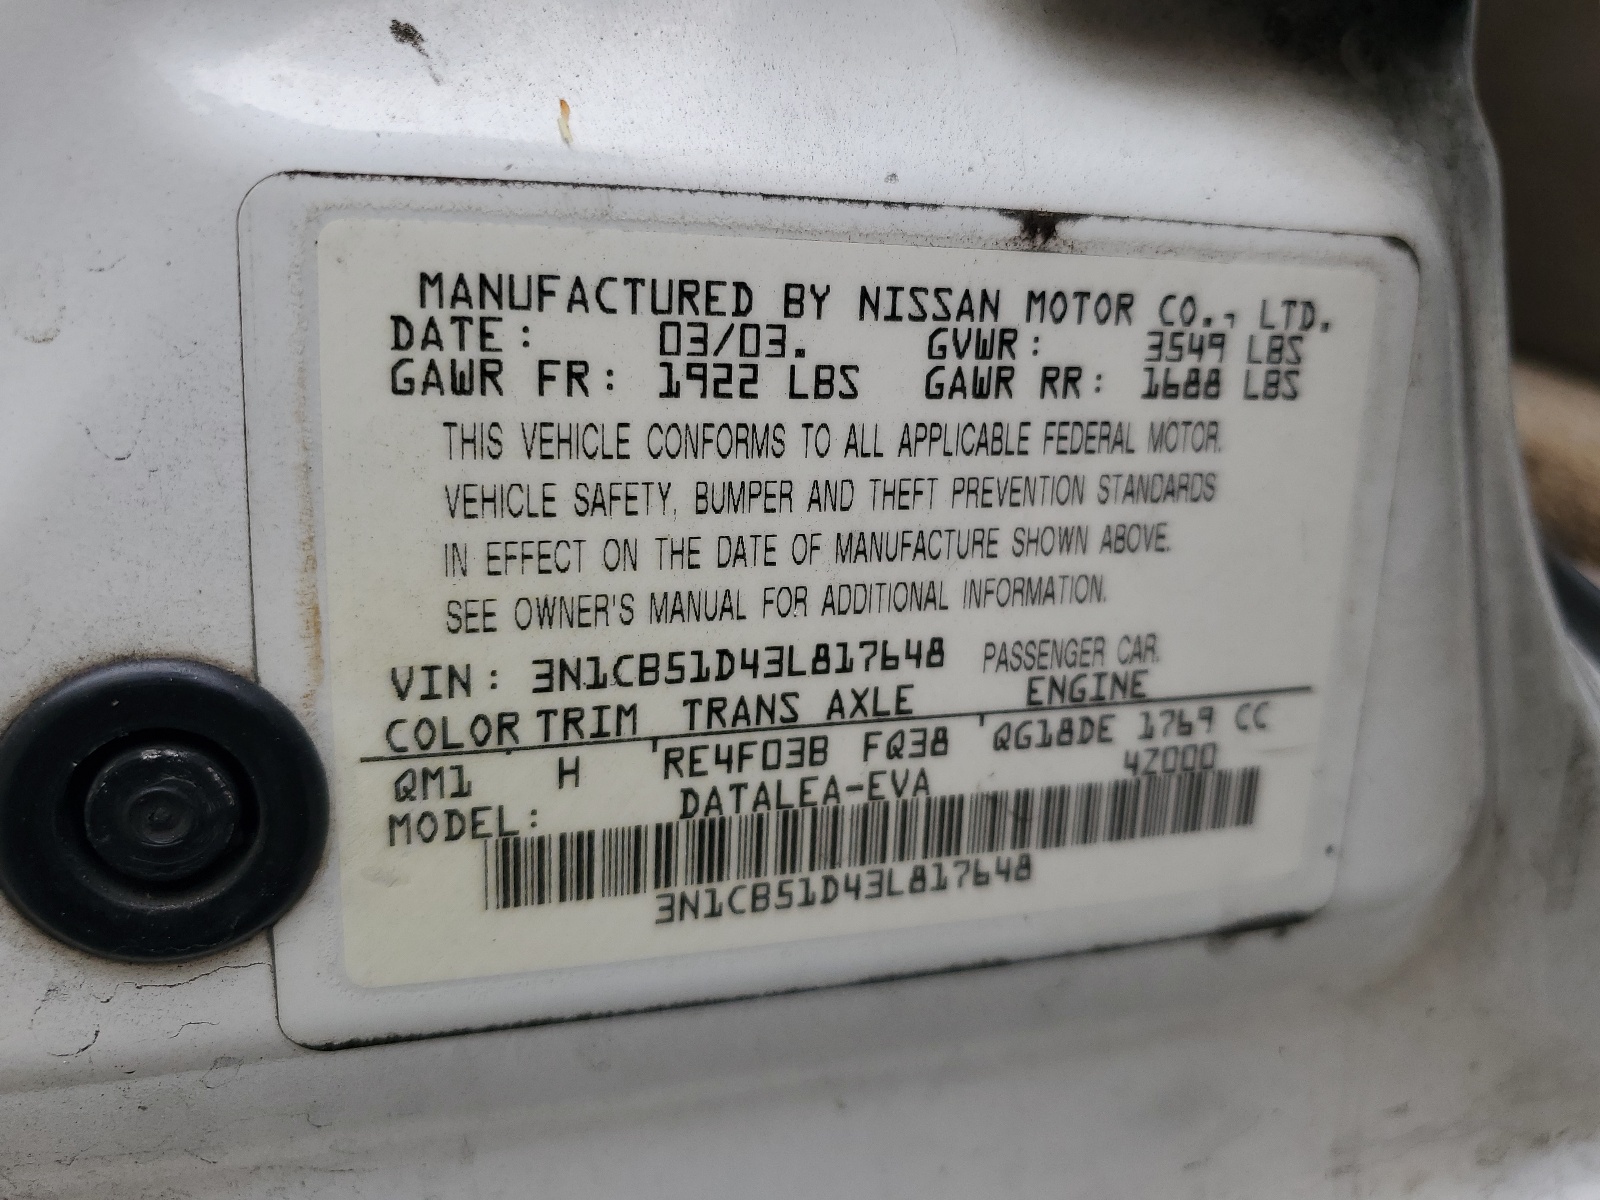 MANUFACTURED BY NISSAN MOTOR CO., LTD.
DATE: 03/03. GVWR: 3549 LBS
GAWR FR: 1922 LBS GAWR RR: 1688 LBS
THIS VEHICLE CONFORMS TO ALL APPLICABLE FEDERAL MOTOR
VEHICLE SAFETY, BUMPER AND THEFT PREVENTION STANDARDS
IN EFFECT ON THE DATE OF MANUFACTURE SHOWN ABOVE.
SEE OWNER'S MANUAL FOR ADDITIONAL INFORMATION.
VIN: 3N1CB51D43L817648 PASSENGER CAR.
COLOR TRIM TRANS AXLE ENGINE
QM1 H RE4F03B FQ38 QG18DE 1769 CC
MODEL: DATALEA-EVA 4Z000
3N1CB51D43L817648